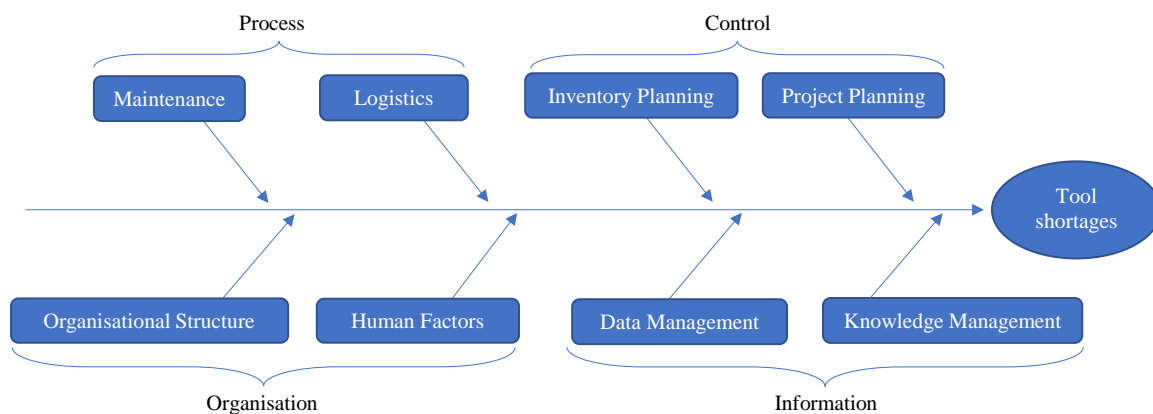 Process
Control
Maintenance
Logistics
Inventory Planning
Project Planning
Tool
shortages
Organisational Structure
Human Factors
Data Management
Knowledge Management
Organisation
Information